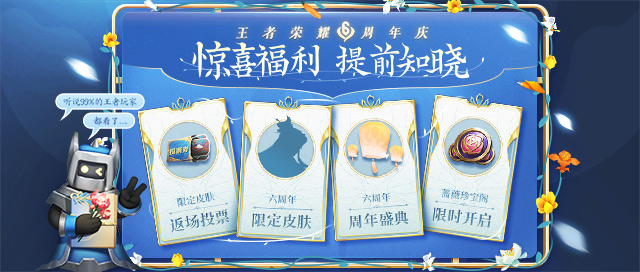 王者荣耀6周年庆
惊喜福利 提前知晓
听说99%的王者玩家
都看了...
限定皮肤
返场投票
六周年
限定皮肤
六周年
周年盛典
蔷薇珍宝阁
限时开启